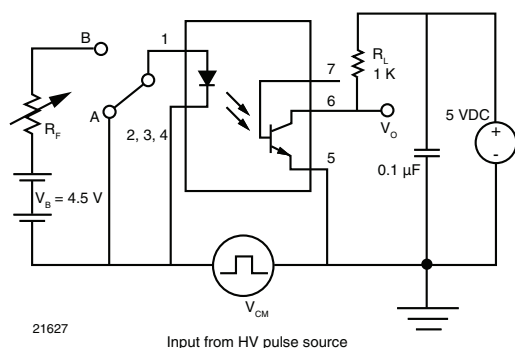 B
1
7
R_L
1 K
A
R_F
2, 3, 4
6
V_O
5 VDC
+
-
5
0.1 µF
V_B = 4.5 V
V_CM
21627
Input from HV pulse source